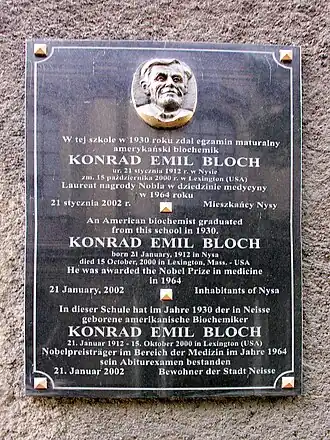 W tej szkole w 1930 roku zdał egzamin maturalny
amerykański biochemik
KONRAD EMIL BLOCH
ur. 21 stycznia 1912 r. w Nysie
zm. 15 października 2000 r. w Lexington (USA)
Laureat nagrody Nobla w dziedzinie medycyny
w 1964 roku
21 stycznia 2002 r. Mieszkańcy Nysy
An American biochemist graduated
from this school in 1930.
KONRAD EMIL BLOCH
born 21 January, 1912 in Nysa
died 15 October, 2000 in Lexington, Mass. - USA
He was awarded the Nobel Prize in medicine
in 1964
21 January, 2002 Inhabitants of Nysa
In dieser Schule hat im Jahre 1930 der in Neisse
geborene amerikanische Biochemiker
KONRAD EMIL BLOCH
21. Januar 1912 - 15. Oktober 2000 in Lexington (USA)
Nobelpreisträger im Bereich der Medizin im Jahre 1964
sein Abiturexamen bestanden
21. Januar 2002 Bewohner der Stadt Neisse